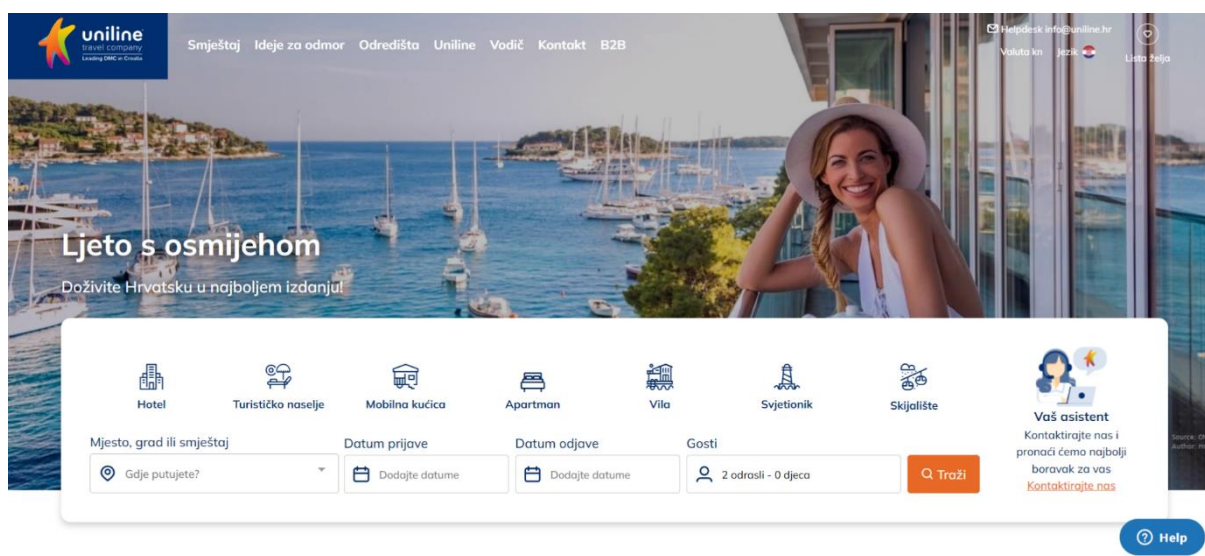 uniline
travel company
Leading DMC in Croatia
Smještaj Ideje za odmor Odredišta Uniline Vodič Kontakt B2B
Helpdesk info@uniline.hr
Valuta kn Jezik
Lista želja
Ljeto s osmijehom
Doživite Hrvatsku u najboljem izdanju!
Hotel
Turističko naselje
Mobilna kućica
Apartman
Vila
Svjetionik
Skijalište
Mjesto, grad ili smještaj
Gdje putujete?
Datum prijave
Dodajte datume
Datum odjave
Dodajte datume
Gosti
2 odrasli - 0 djeca
Traži
Vaš asistent
Kontaktirajte nas i
pronaći ćemo najbolji
boravak za vas
Kontaktirajte nas
Source:
Author:
Help